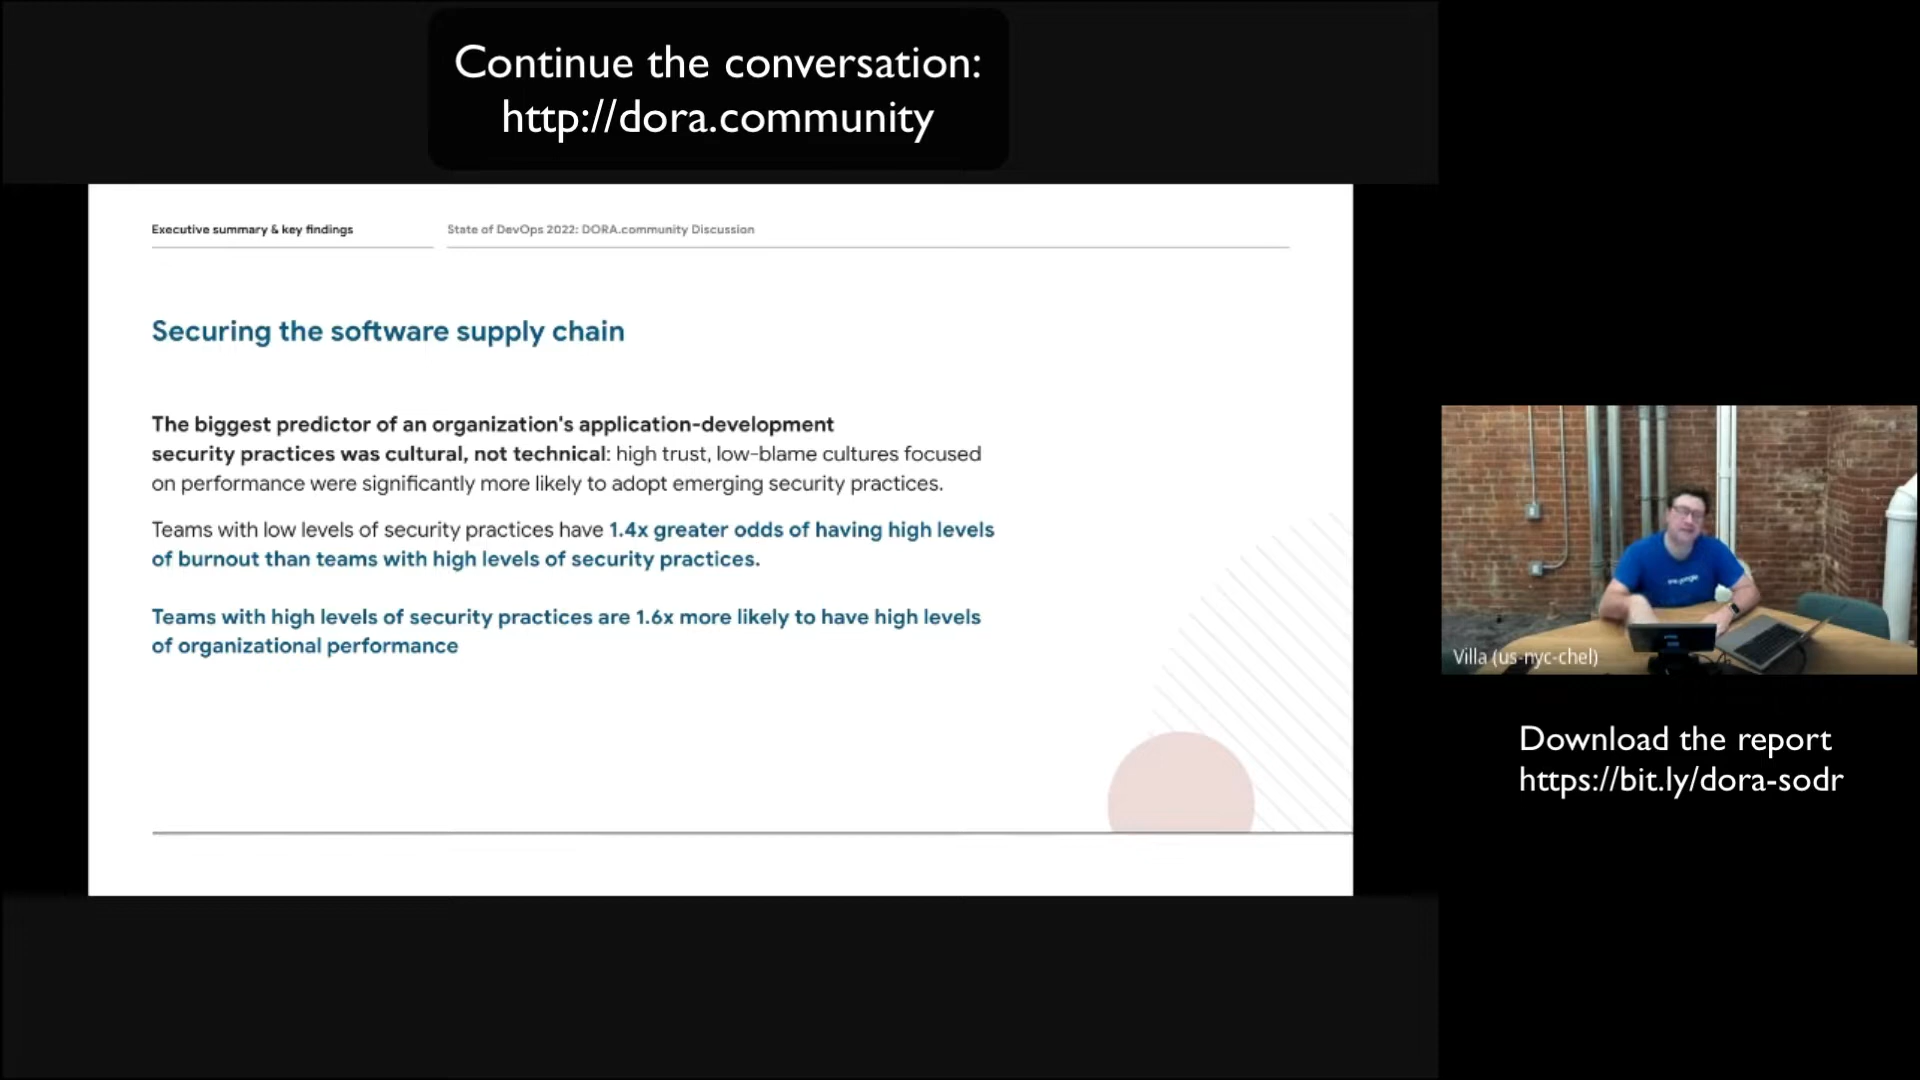 Continue the conversation:
http://dora.community
Executive summary & key findings
State of DevOps 2022: DORA.community Discussion
Securing the software supply chain
The biggest predictor of an organization's application-development
security practices was cultural, not technical: high trust, low-blame cultures focused
on performance were significantly more likely to adopt emerging security practices.
Teams with low levels of security practices have 1.4x greater odds of having high levels
of burnout than teams with high levels of security practices.
Teams with high levels of security practices are 1.6x more likely to have high levels
of organizational performance
Villa (us-nyc-chel)
Download the report
https://bit.ly/dora-sodr